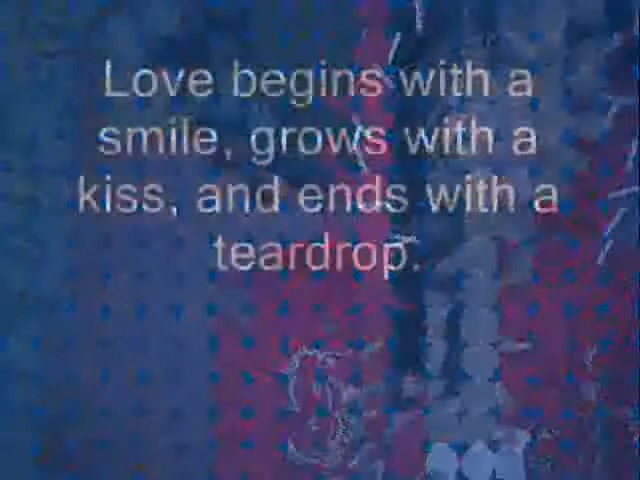 Love begins with a
smile, grows with a
kiss, and ends with a
teardrop.